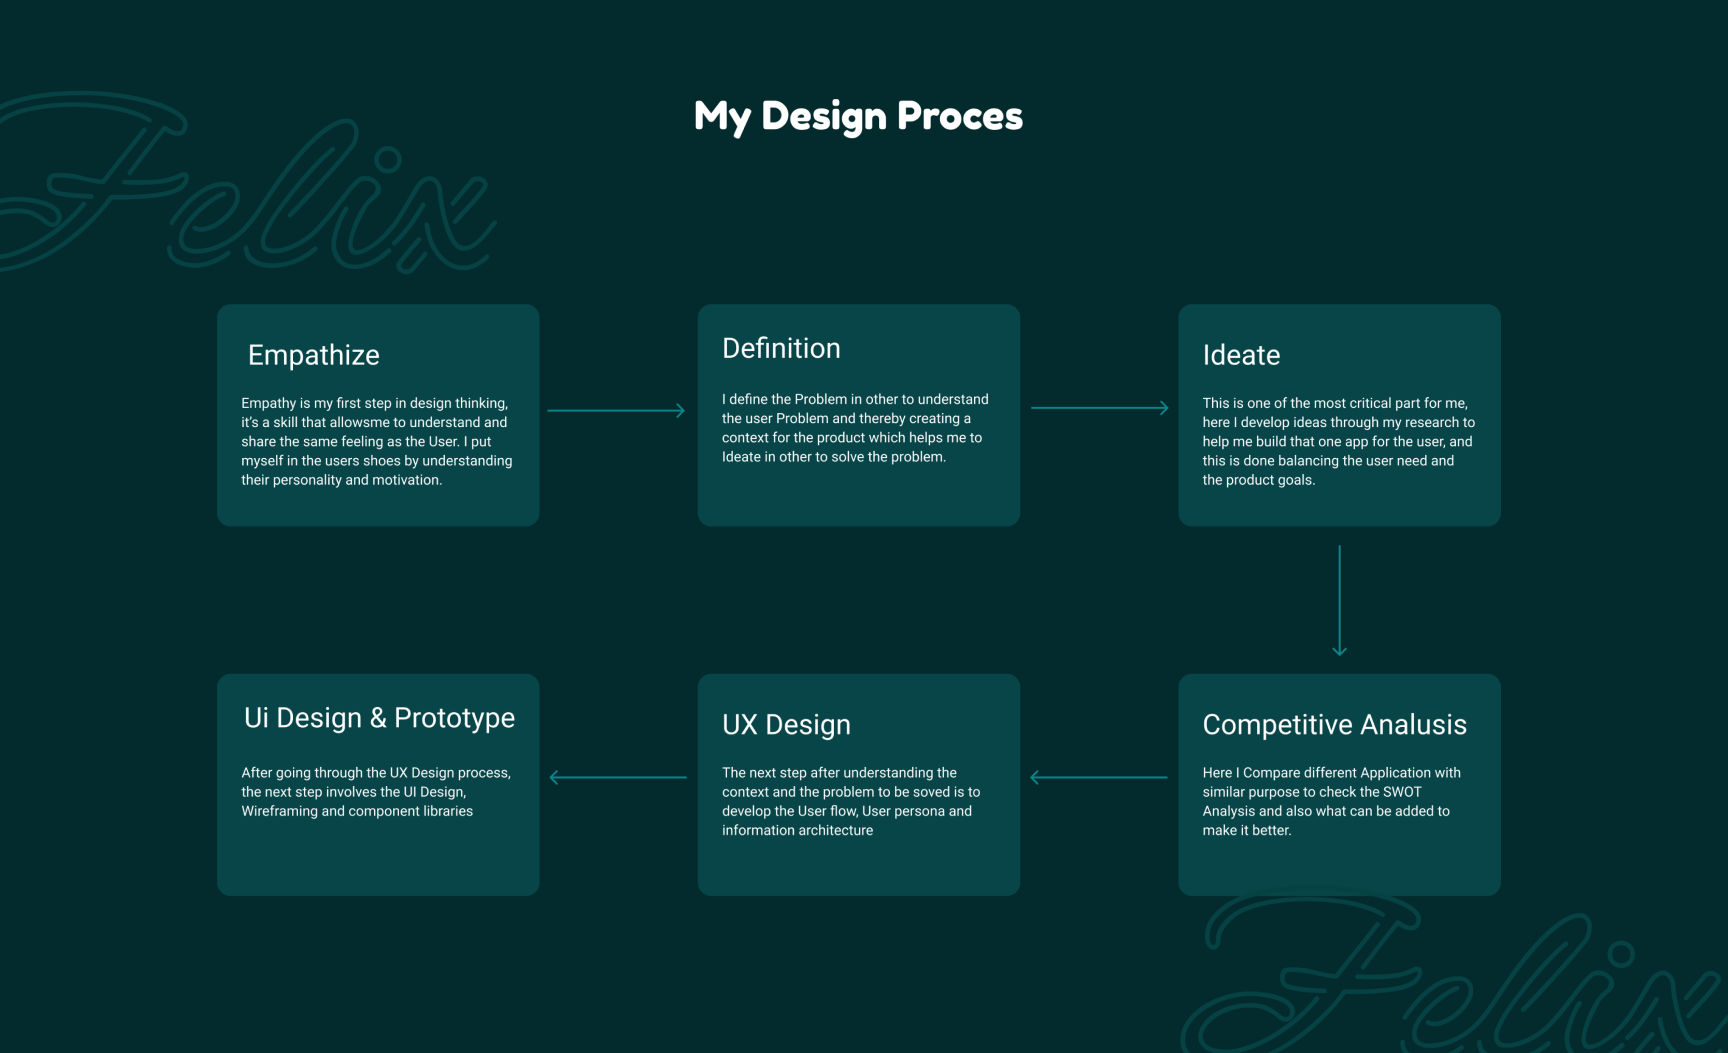 My Design Proces
Felix
Empathize
Empathy is my first step in design thinking,
it's a skill that allowsme to understand and
share the same feeling as the User. I put
myself in the users shoes by understanding
their personality and motivation.
Definition
I define the Problem in other to understand
the user Problem and thereby creating a
context for the product which helps me to
Ideate in other to solve the problem.
Ideate
This is one of the most critical part for me,
here I develop ideas through my research to
help me build that one app for the user, and
this is done balancing the user need and
the product goals.
Competitive Analusis
Here I Compare different Application with
similar purpose to check the SWOT
Analysis and also what can be added to
make it better.
UX Design
The next step after understanding the
context and the problem to be soved is to
develop the User flow, User persona and
information architecture
Ui Design & Prototype
After going through the UX Design process,
the next step involves the UI Design,
Wireframing and component libraries
Felix